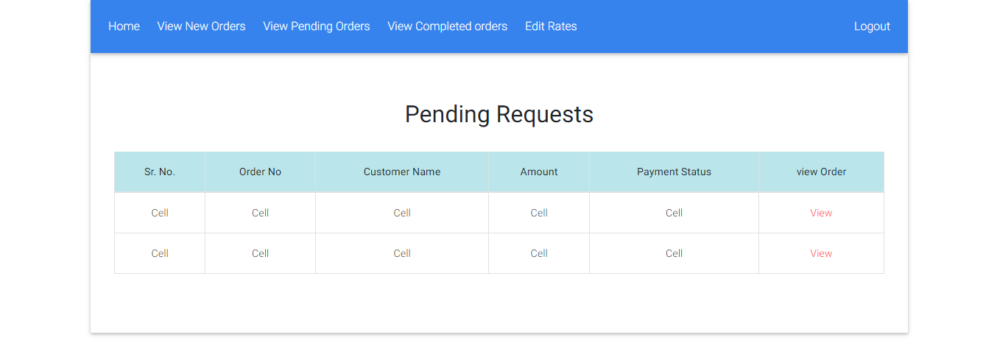 Home View New Orders View Pending Orders View Completed orders Edit Rates Logout
Pending Requests
Sr. No. Order No Customer Name Amount Payment Status view Order
Cell Cell Cell Cell Cell View
Cell Cell Cell Cell Cell View